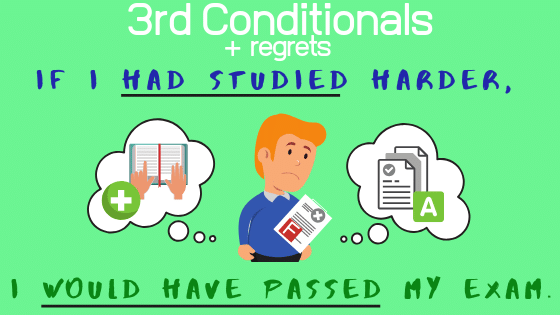 3rd Conditionals
+ regrets
IF I HAD STUDIED HARDER,
A
F
I WOULD HAVE PASSED MY EXAM.